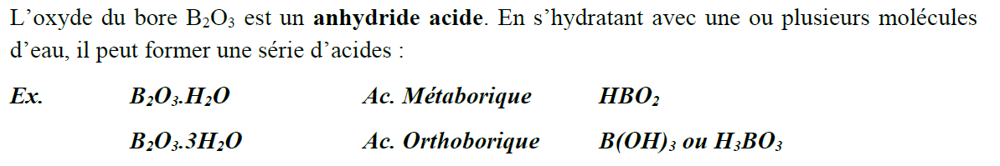 L’oxyde du bore B₂O₃ est un anhydride acide. En s’hydratant avec une ou plusieurs molécules
d’eau, il peut former une série d’acides :
Ex. B₂O₃.H₂O Ac. Métaborique HBO₂
B₂O₃.3H₂O Ac. Orthoborique B(OH)₃ ou H₃BO₃